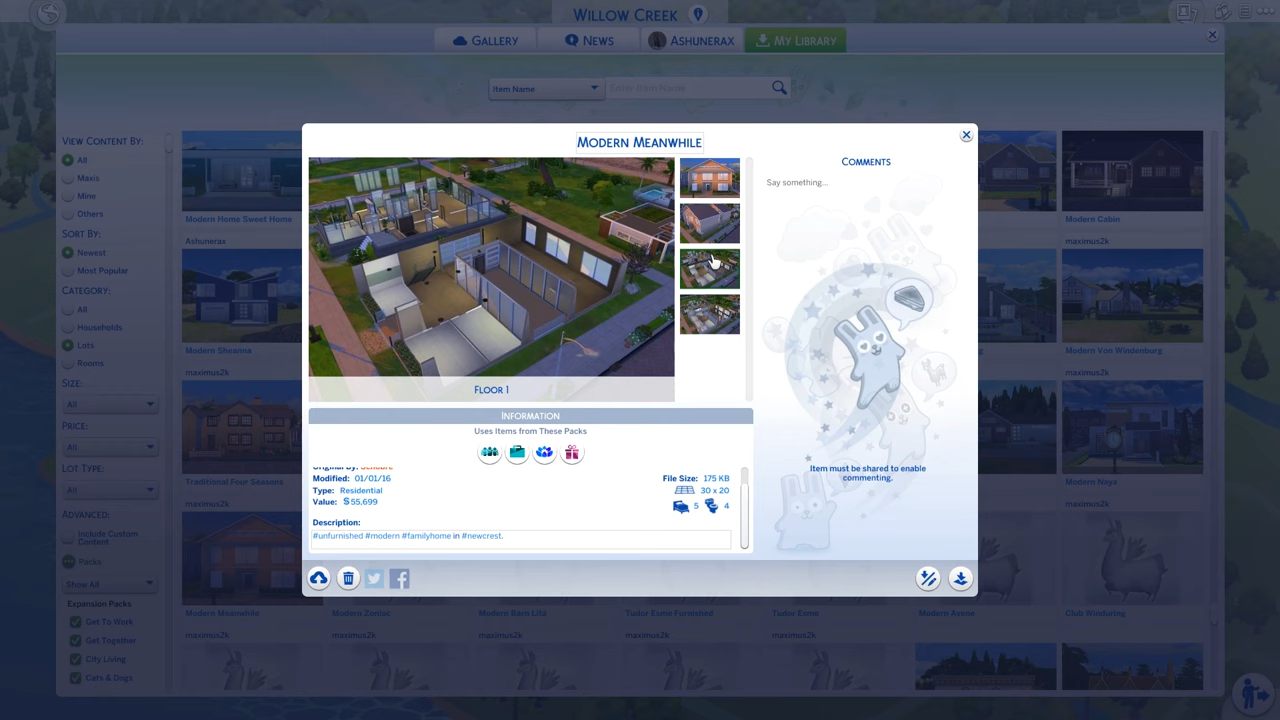 WILLOW CREEK
GALLERY
NEWS
ASHUNERAX
MY LIBRARY
Item Name
Enter Item Name
VIEW CONTENT BY:
All
Maxis
Mine
Others
SORT BY:
Newest
Most Popular
CATEGORY:
All
Households
Lots
Rooms
SIZE:
All
PRICE:
All
LOT TYPE:
All
ADVANCED:
Include Custom
Content
Packs
Show All
Expansion Packs
Get To Work
Get Together
City Living
Cats & Dogs
Modern Home Sweet Home
Ashunerax
Modern Cabin
maximus2k
Modern Sheanna
maximus2k
Modern Von Windenburg
maximus2k
Traditional Four Seasons
maximus2k
Modern Naya
maximus2k
Modern Meanwhile
maximus2k
Modern Zontac
maximus2k
Modern Barn Lita
maximus2k
Tudor Esme Furnished
maximus2k
Tudor Esme
maximus2k
Modern Avene
maximus2k
Club Winduring
maximus2k
MODERN MEANWHILE
FLOOR 1
INFORMATION
Uses Items from These Packs
Modified: 01/01/16
Type: Residential
Value: §55,699
File Size: 175 KB
30 x 20
5 4
Description:
#unfurnished #modern #familyhome in #newcrest.
COMMENTS
Say something...
Item must be shared to enable
commenting.